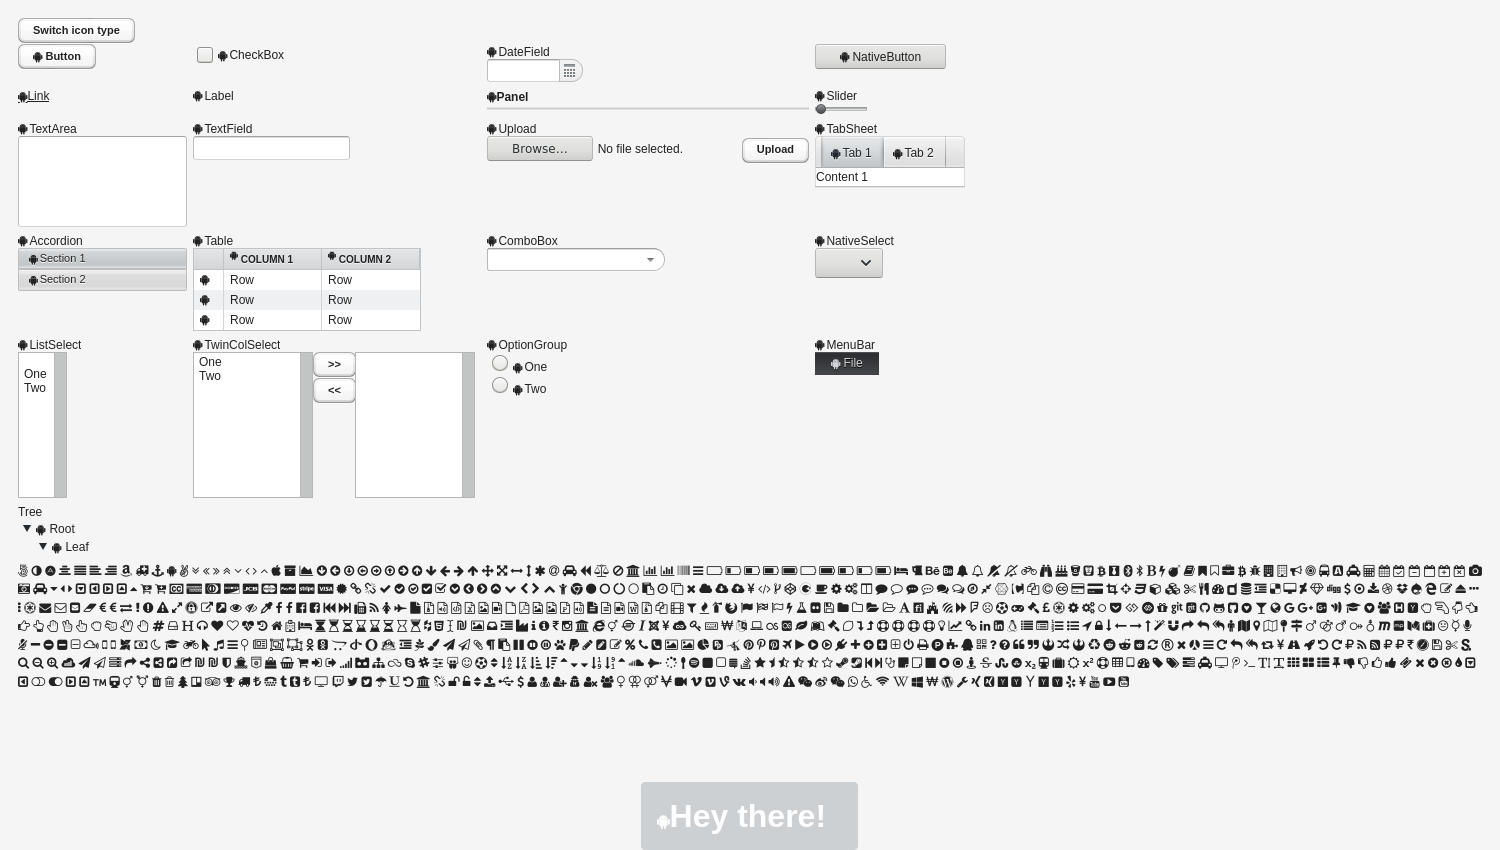 Switch icon type
Button
CheckBox
DateField
NativeButton
Link
Label
Panel
Slider
TextArea
TextField
Upload
TabSheet
Browse...
No file selected.
Upload
Tab 1
Tab 2
Content 1
Accordion
Table
ComboBox
NativeSelect
Section 1
Section 2
COLUMN 1
COLUMN 2
Row
Row
Row
Row
Row
Row
ListSelect
TwinColSelect
OptionGroup
MenuBar
One
Two
One
Two
>>
<<
One
Two
File
Tree
Root
Leaf
Hey there!